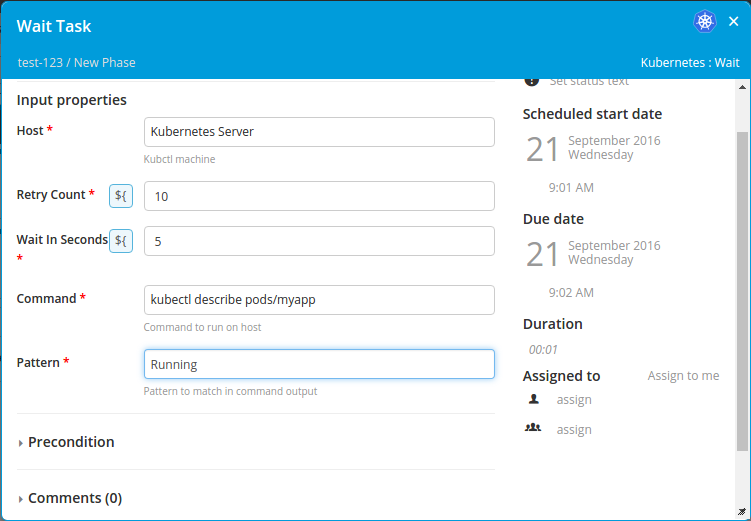 Wait Task
test-123 / New Phase
Kubernetes : Wait
Input properties
Host *
Kubernetes Server
Kubctl machine
Retry Count *
${
10
Wait In Seconds
*
${
5
Command *
kubectl describe pods/myapp
Command to run on host
Pattern *
Running
Pattern to match in command output
Precondition
Comments (0)
Set status text
Scheduled start date
21
September 2016
Wednesday
9:01 AM
Due date
21
September 2016
Wednesday
9:02 AM
Duration
00:01
Assigned to
Assign to me
assign
assign